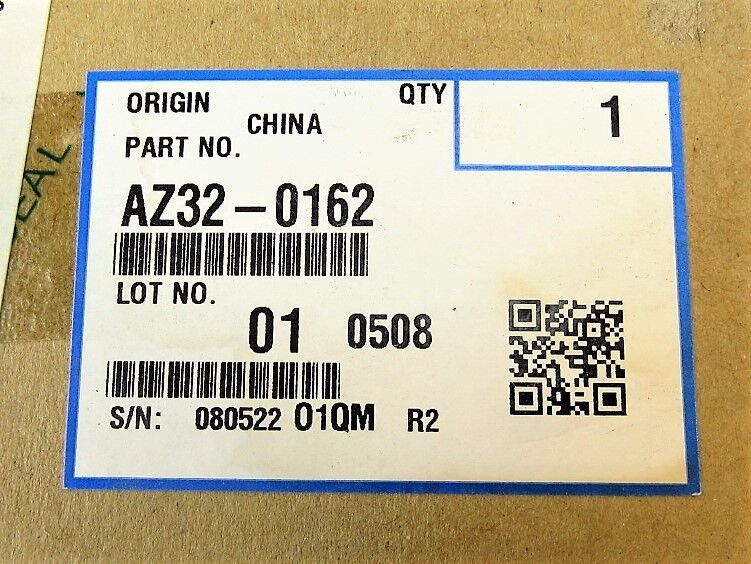 ORIGIN CHINA QTY 1
PART NO.
AZ32-0162
LOT NO.
01 0508
S/N: 080522 01QM R2